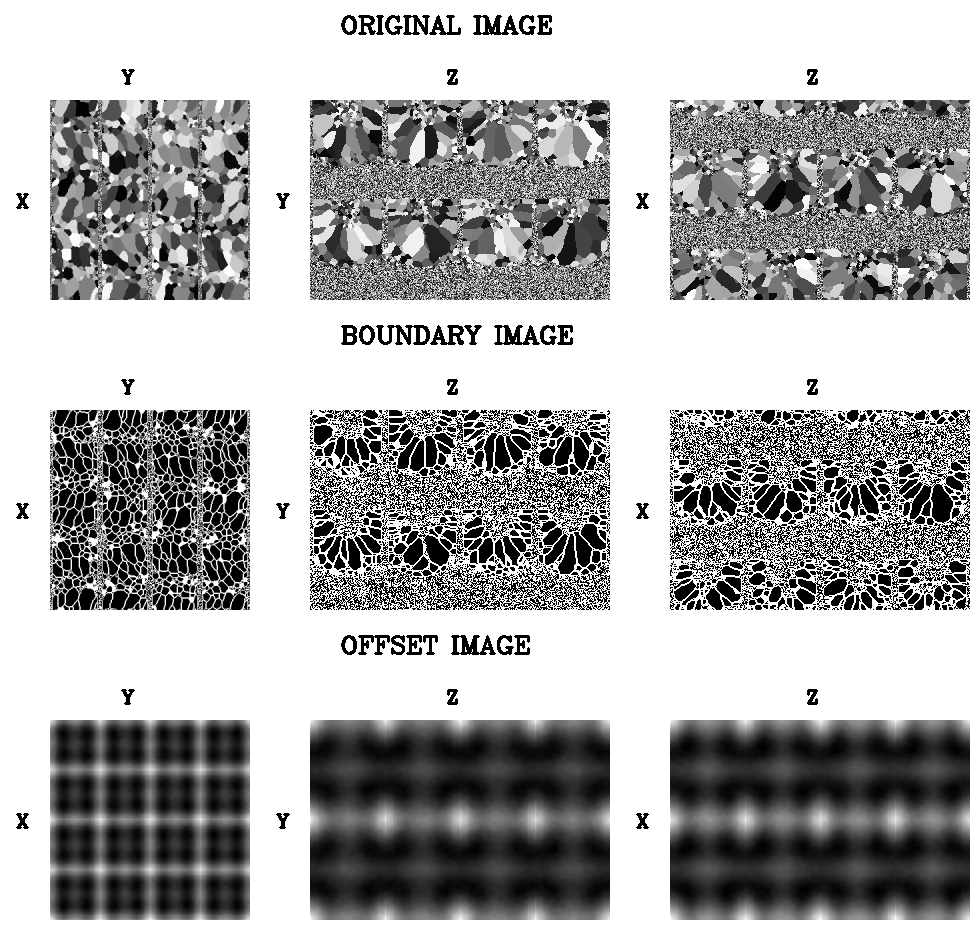 ORIGINAL IMAGE
Y Z Z
X Y X
BOUNDARY IMAGE
Y Z Z
X Y X
OFFSET IMAGE
Y Z Z
X Y X